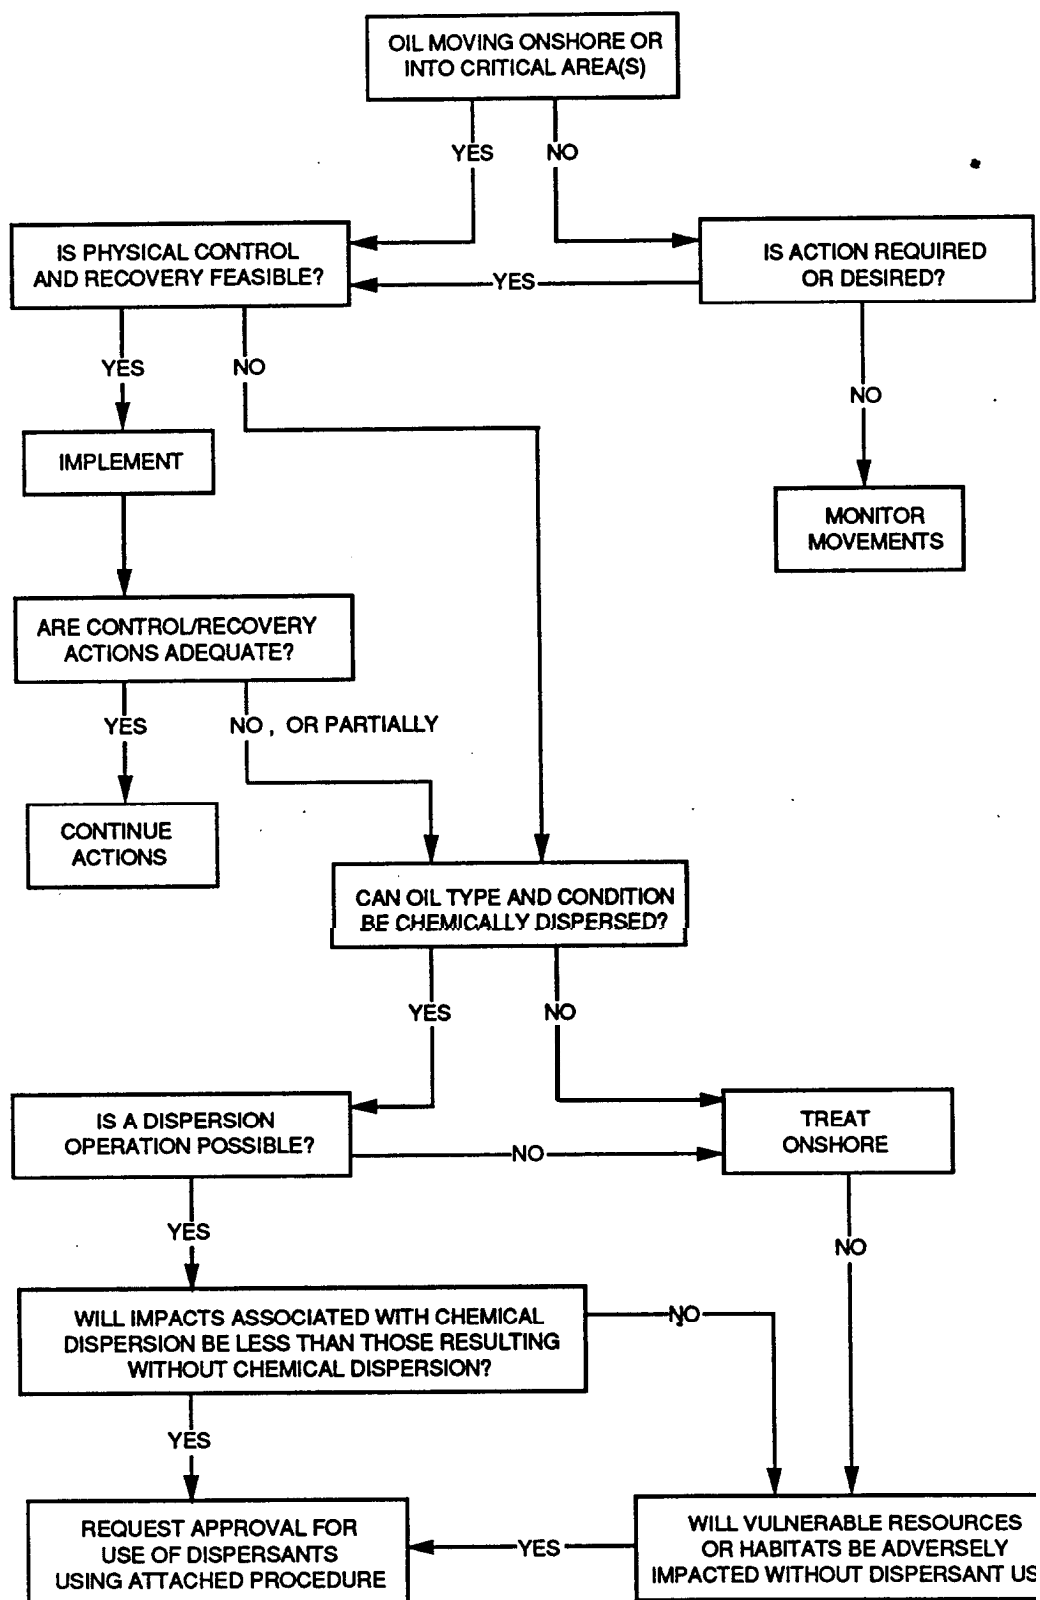 OIL MOVING ONSHORE OR
INTO CRITICAL AREA(S)
YES
NO
IS PHYSICAL CONTROL
AND RECOVERY FEASIBLE?
IS ACTION REQUIRED
OR DESIRED?
YES
YES
NO
NO
IMPLEMENT
MONITOR
MOVEMENTS
ARE CONTROL/RECOVERY
ACTIONS ADEQUATE?
YES
NO, OR PARTIALLY
CONTINUE
ACTIONS
CAN OIL TYPE AND CONDITION
BE CHEMICALLY DISPERSED?
YES
NO
IS A DISPERSION
OPERATION POSSIBLE?
TREAT
ONSHORE
NO
YES
NO
WILL IMPACTS ASSOCIATED WITH CHEMICAL
DISPERSION BE LESS THAN THOSE RESULTING
WITHOUT CHEMICAL DISPERSION?
NO
YES
REQUEST APPROVAL FOR
USE OF DISPERSANTS
USING ATTACHED PROCEDURE
YES
WILL VULNERABLE RESOURCES
OR HABITATS BE ADVERSELY
IMPACTED WITHOUT DISPERSANT